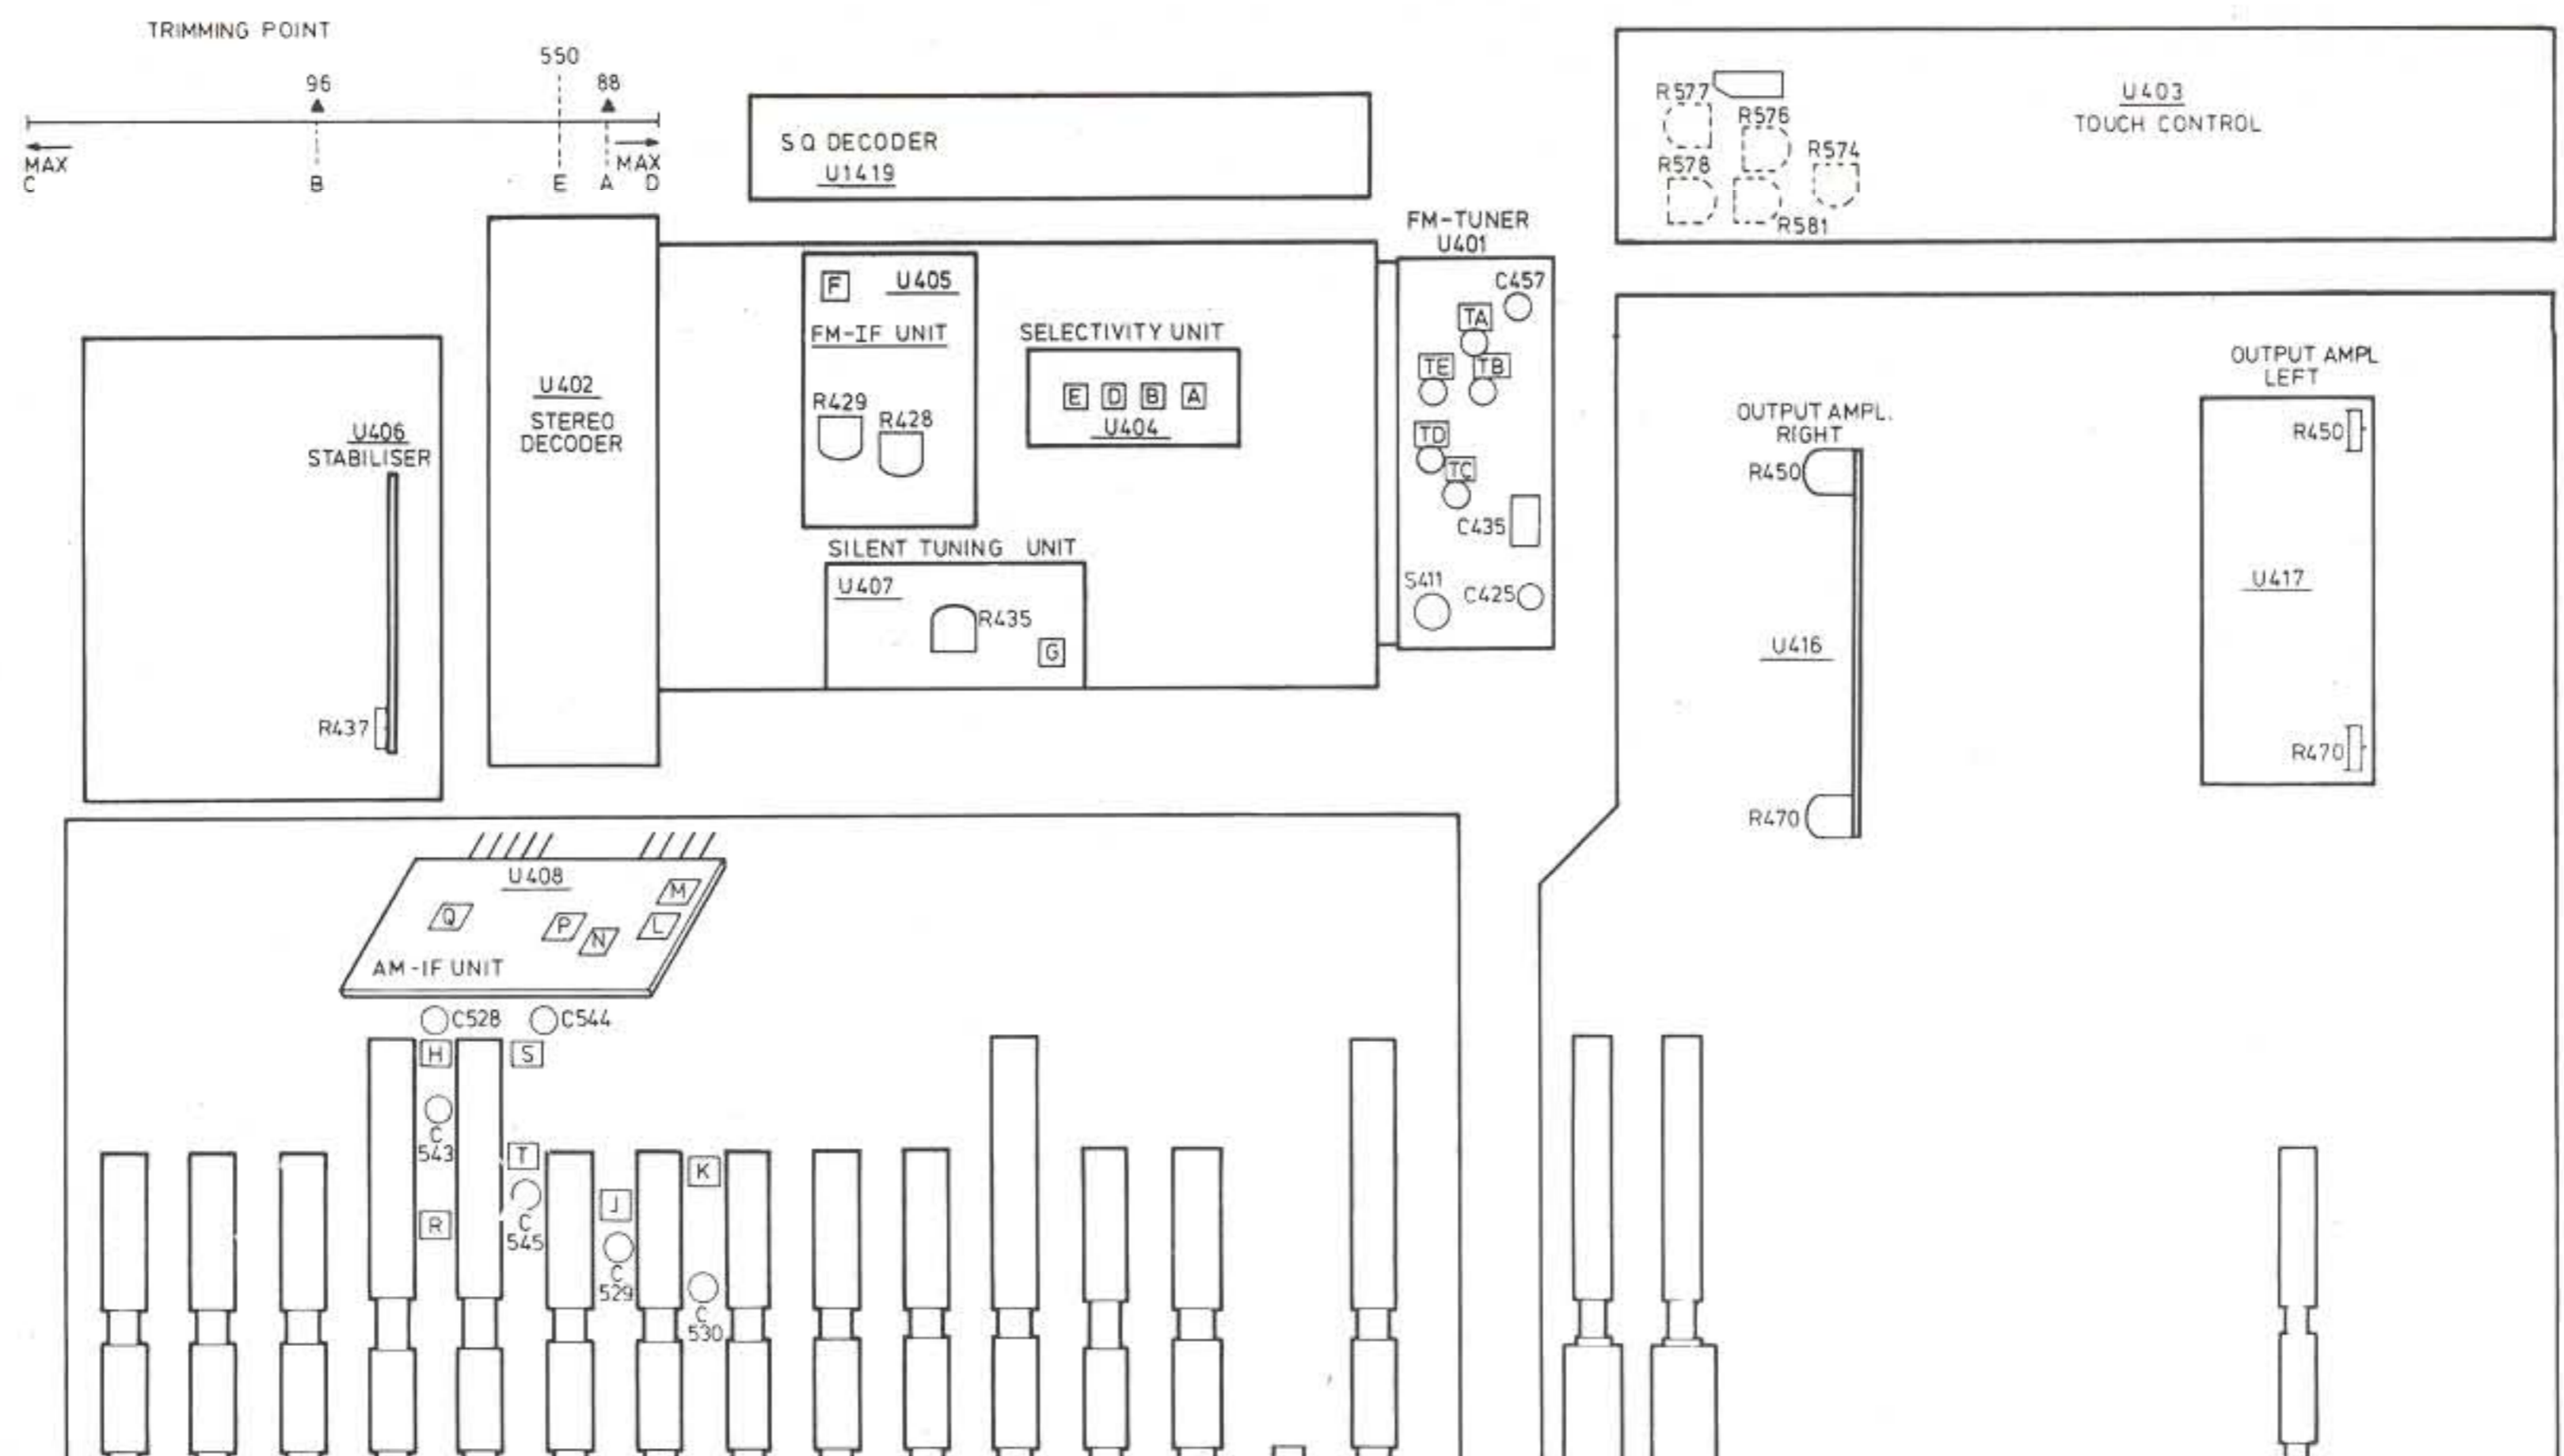 TRIMMING POINT
550
96
88
MAX
C
B
E
A
MAX
D
SQ DECODER
U1419
R577
R576
R578
R574
R581
U403
TOUCH CONTROL
FM-TUNER
U401
C457
TA
TE
TB
TD
TC
C435
S411
C425
U402
STEREO
DECODER
F
U405
FM-IF UNIT
R429
R428
SELECTIVITY UNIT
E D B A
U404
SILENT TUNING UNIT
U407
R435
G
U406
STABILISER
R437
OUTPUT AMPL.
RIGHT
R450
U416
R470
OUTPUT AMPL
LEFT
R450
U417
R470
U408
M
Q
P
N
L
AM-IF UNIT
C528
C544
H
S
C
543
T
K
J
R
C
545
C
529
C
530